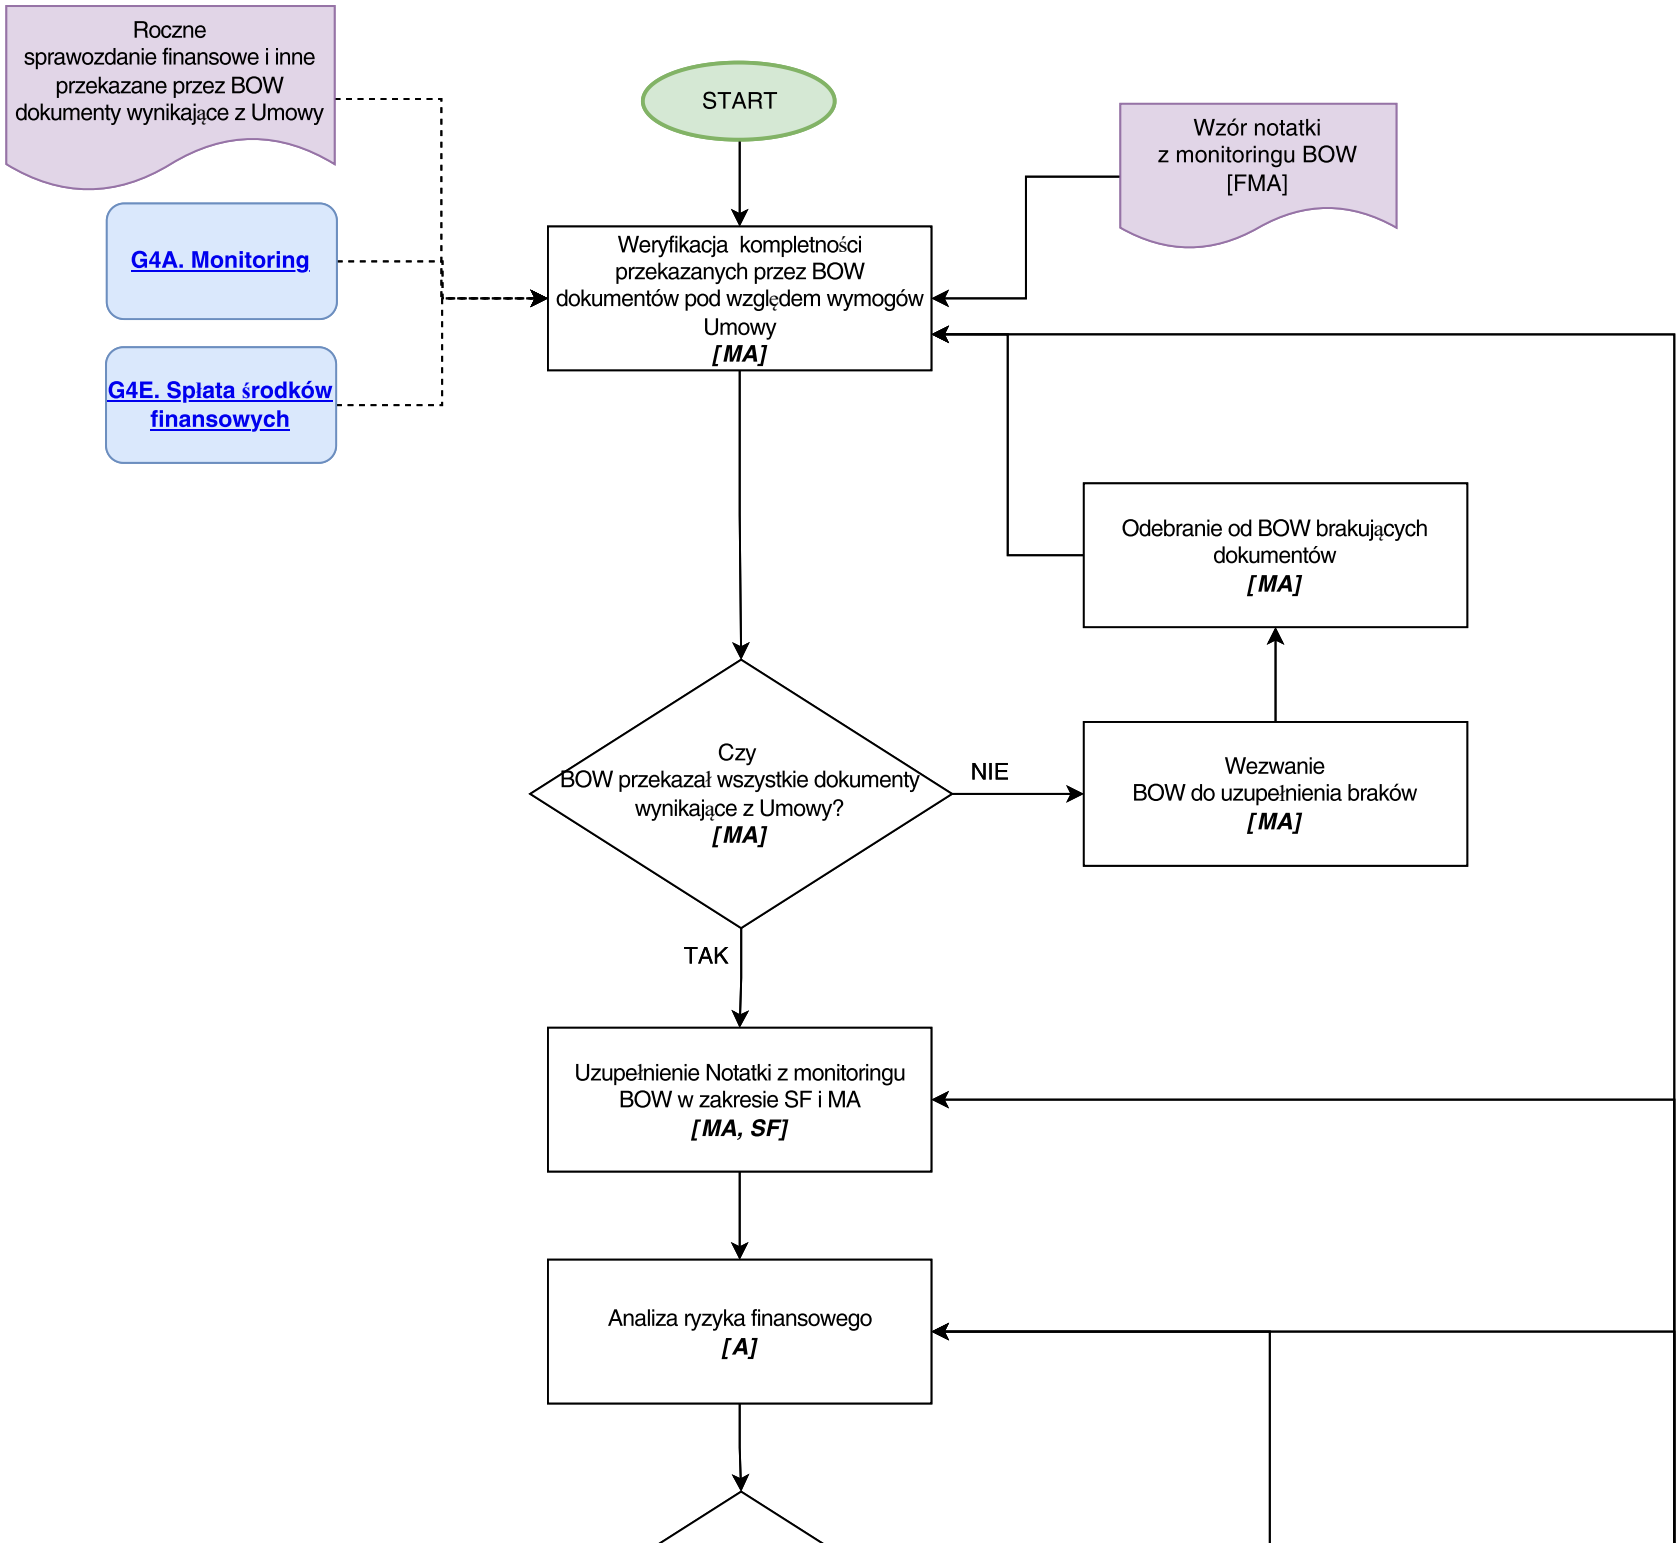 Roczne
sprawozdanie finansowe i inne
przekazane przez BOW
dokumenty wynikające z Umowy
START
Wzór notatki
z monitoringu BOW
[FMA]
G4A. Monitoring
Weryfikacja kompletności
przekazanych przez BOW
dokumentów pod względem wymogów
Umowy
[MA]
G4E. Spłata środków
finansowych
Odebranie od BOW brakujących
dokumentów
[MA]
Czy
BOW przekazał wszystkie dokumenty
wynikające z Umowy?
[MA]
NIE
Wezwanie
BOW do uzupełnienia braków
[MA]
TAK
Uzupełnienie Notatki z monitoringu
BOW w zakresie SF i MA
[MA, SF]
Analiza ryzyka finansowego
[A]